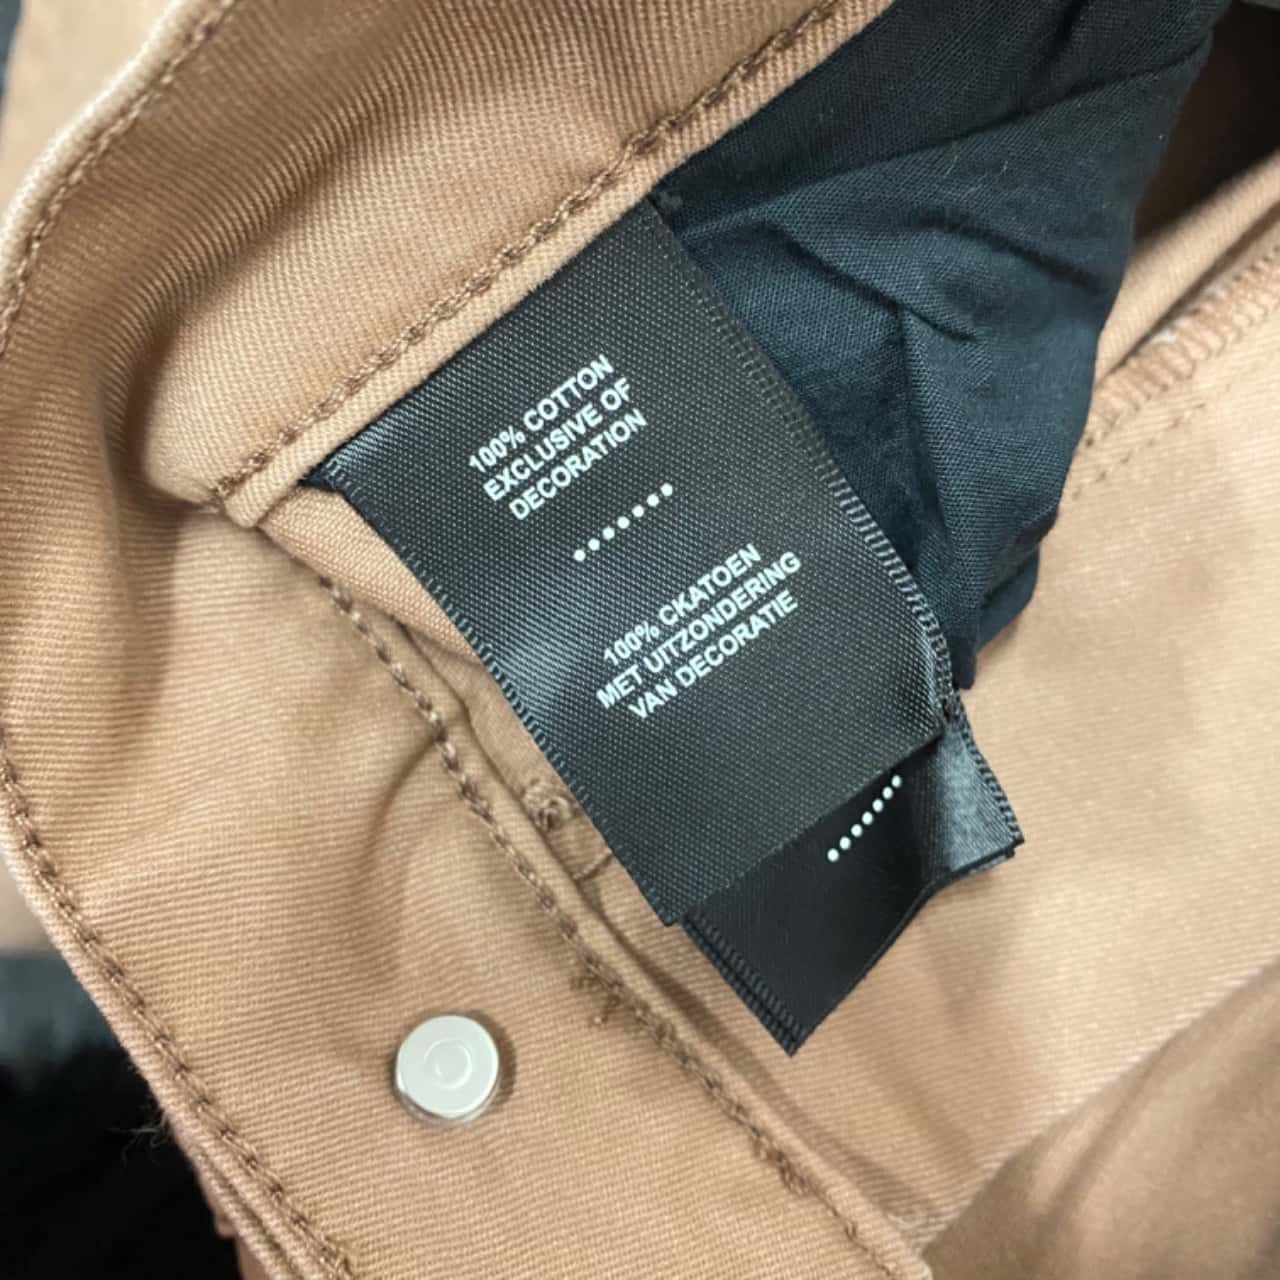 100% COTTON
EXCLUSIVE OF
DECORATION
100% CKATOEN
MET UITZONDERING
VAN DECORATIE